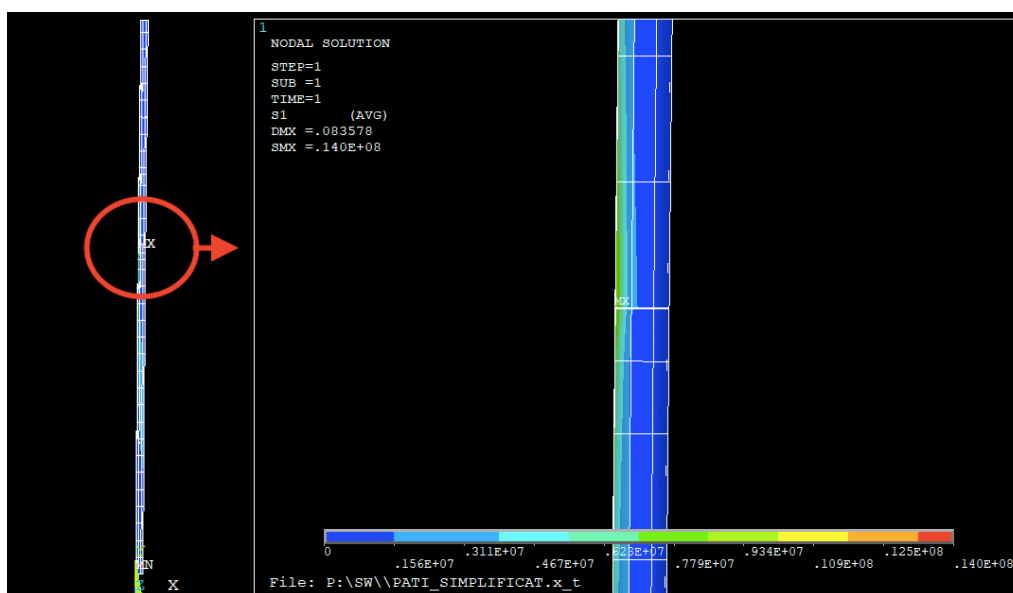 1
NODAL SOLUTION
STEP=1
SUB =1
TIME=1
S1 (AVG)
DMX =.083578
SMX =.140E+08
MX
MX
0 .311E+07 .623E+07 .934E+07 .125E+08
.156E+07 .467E+07 .779E+07 .109E+08 .140E+08
MN
Z X
File: P:\SW\\PATI_SIMPLIFICAT.x_t